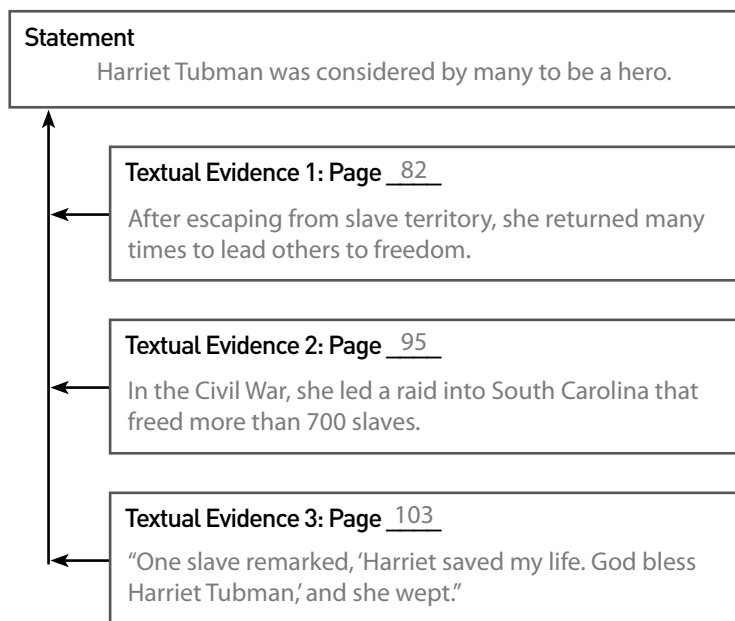 Statement
Harriet Tubman was considered by many to be a hero.
Textual Evidence 1: Page 82
After escaping from slave territory, she returned many
times to lead others to freedom.
Textual Evidence 2: Page 95
In the Civil War, she led a raid into South Carolina that
freed more than 700 slaves.
Textual Evidence 3: Page 103
“One slave remarked, ‘Harriet saved my life. God bless
Harriet Tubman,’ and she wept.”